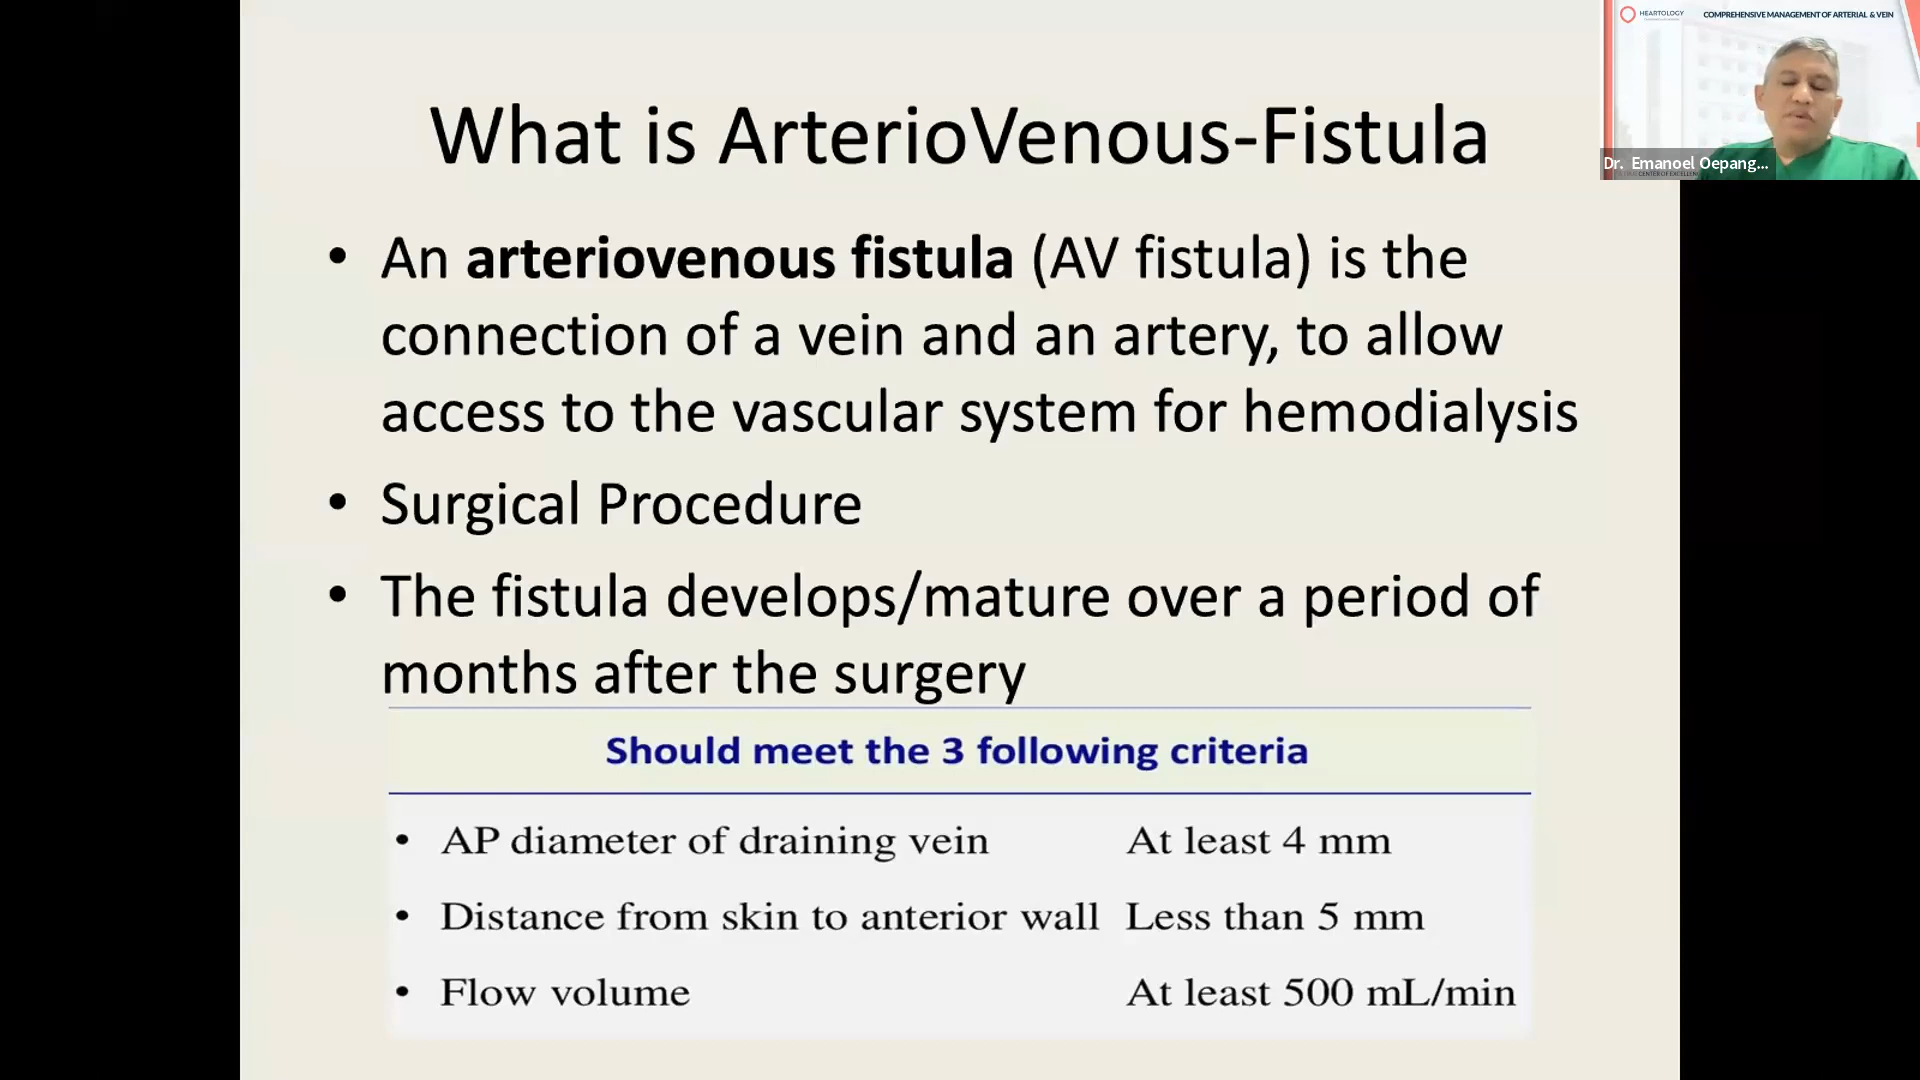 What is ArterioVenous-Fistula
• An arteriovenous fistula (AV fistula) is the
connection of a vein and an artery, to allow
access to the vascular system for hemodialysis
• Surgical Procedure
• The fistula develops/mature over a period of
months after the surgery
Should meet the 3 following criteria
• AP diameter of draining vein At least 4 mm
• Distance from skin to anterior wall Less than 5 mm
• Flow volume At least 500 mL/min
HEARTOLOGY
COMPREHENSIVE MANAGEMENT OF ARTERIAL & VEIN
Dr. Emanoel Oepang...